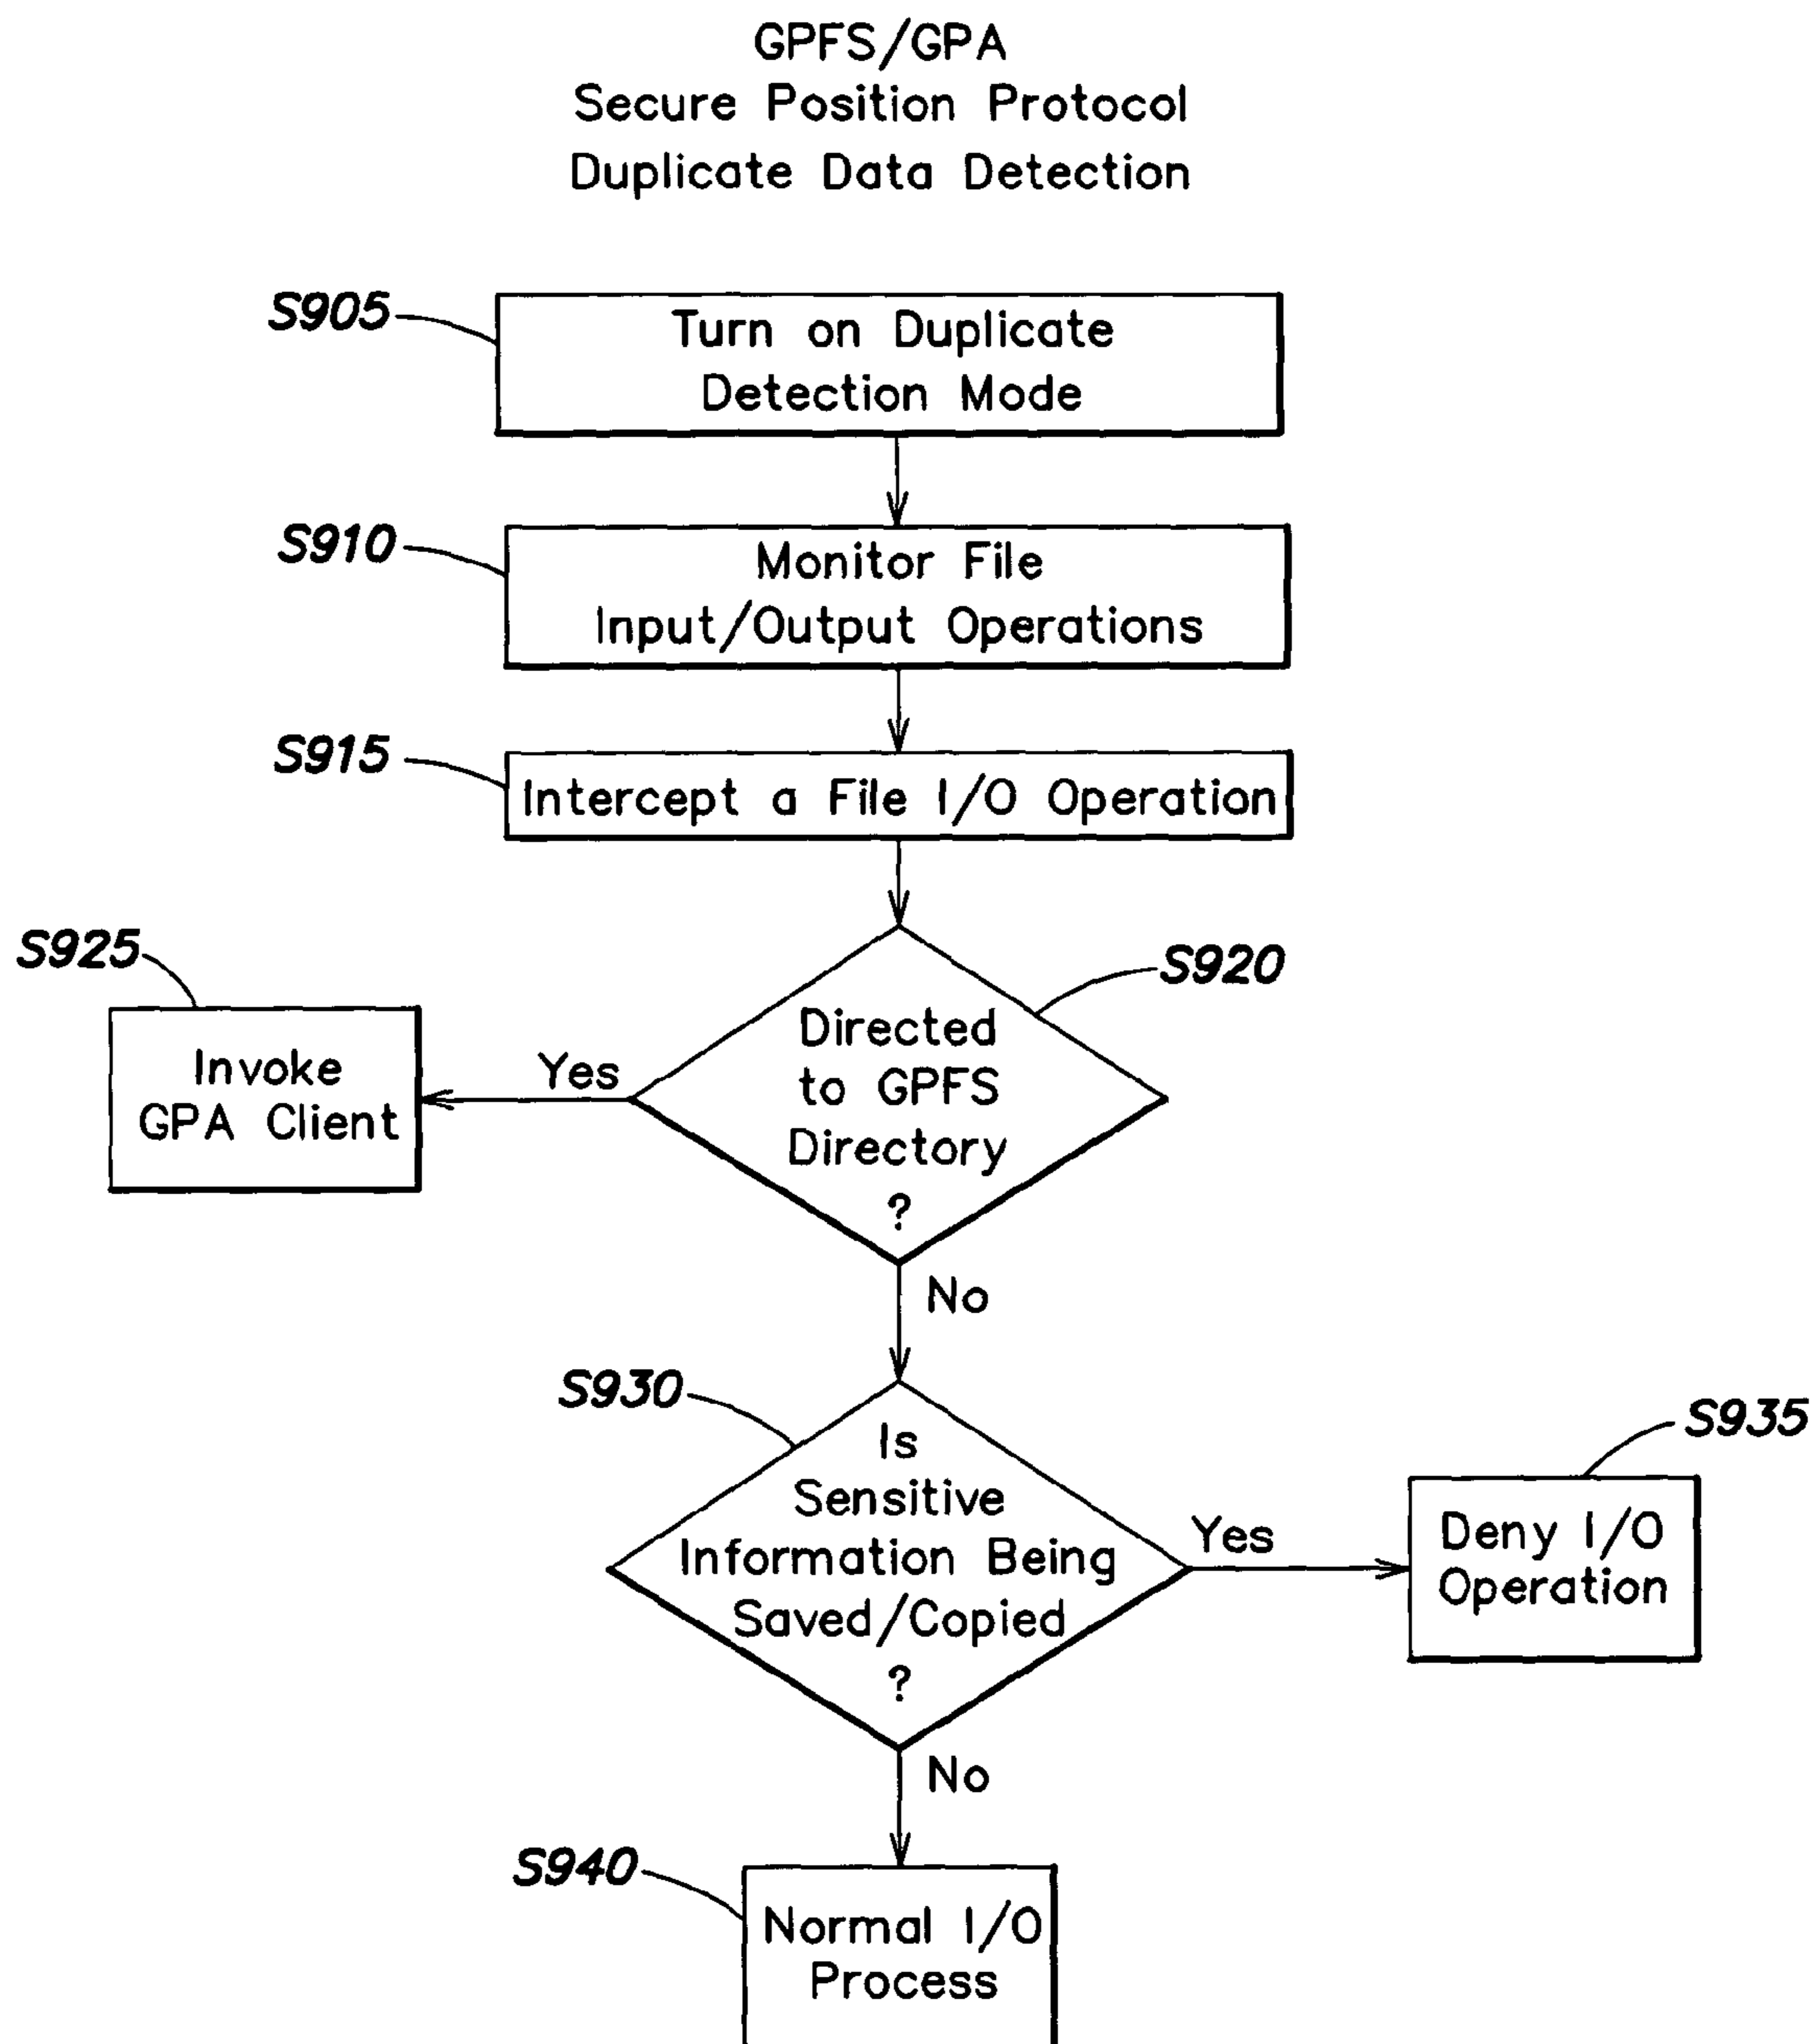 GPFS/GPA
Secure Position Protocol
Duplicate Data Detection
S905
Turn on Duplicate
Detection Mode
S910
Monitor File
Input/Output Operations
S915
Intercept a File I/O Operation
S925
S920
Invoke
GPA Client
Yes
Directed
to GPFS
Directory
?
No
S930
S935
Is
Sensitive
Information Being
Saved/Copied
?
Yes
Deny I/O
Operation
No
S940
Normal I/O
Process